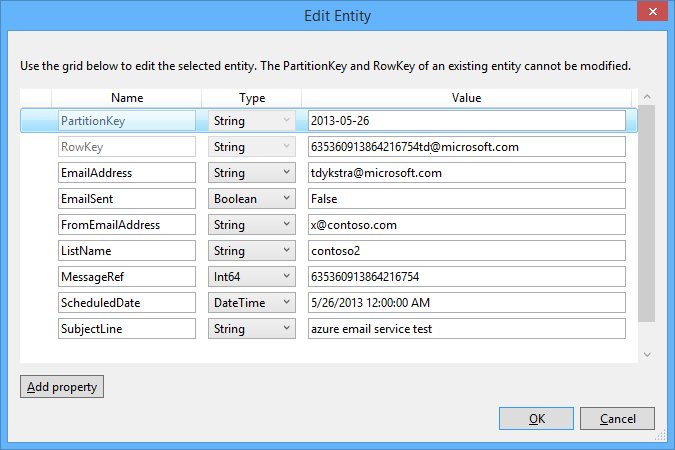 Edit Entity
Use the grid below to edit the selected entity. The PartitionKey and RowKey of an existing entity cannot be modified.
Name Type Value
PartitionKey String 2013-05-26
RowKey String 635360913864216754td@microsoft.com
EmailAddress String tdykstra@microsoft.com
EmailSent Boolean False
FromEmailAddress String x@contoso.com
ListName String contoso2
MessageRef Int64 635360913864216754
ScheduledDate DateTime 5/26/2013 12:00:00 AM
SubjectLine String azure email service test
Add property
OK Cancel